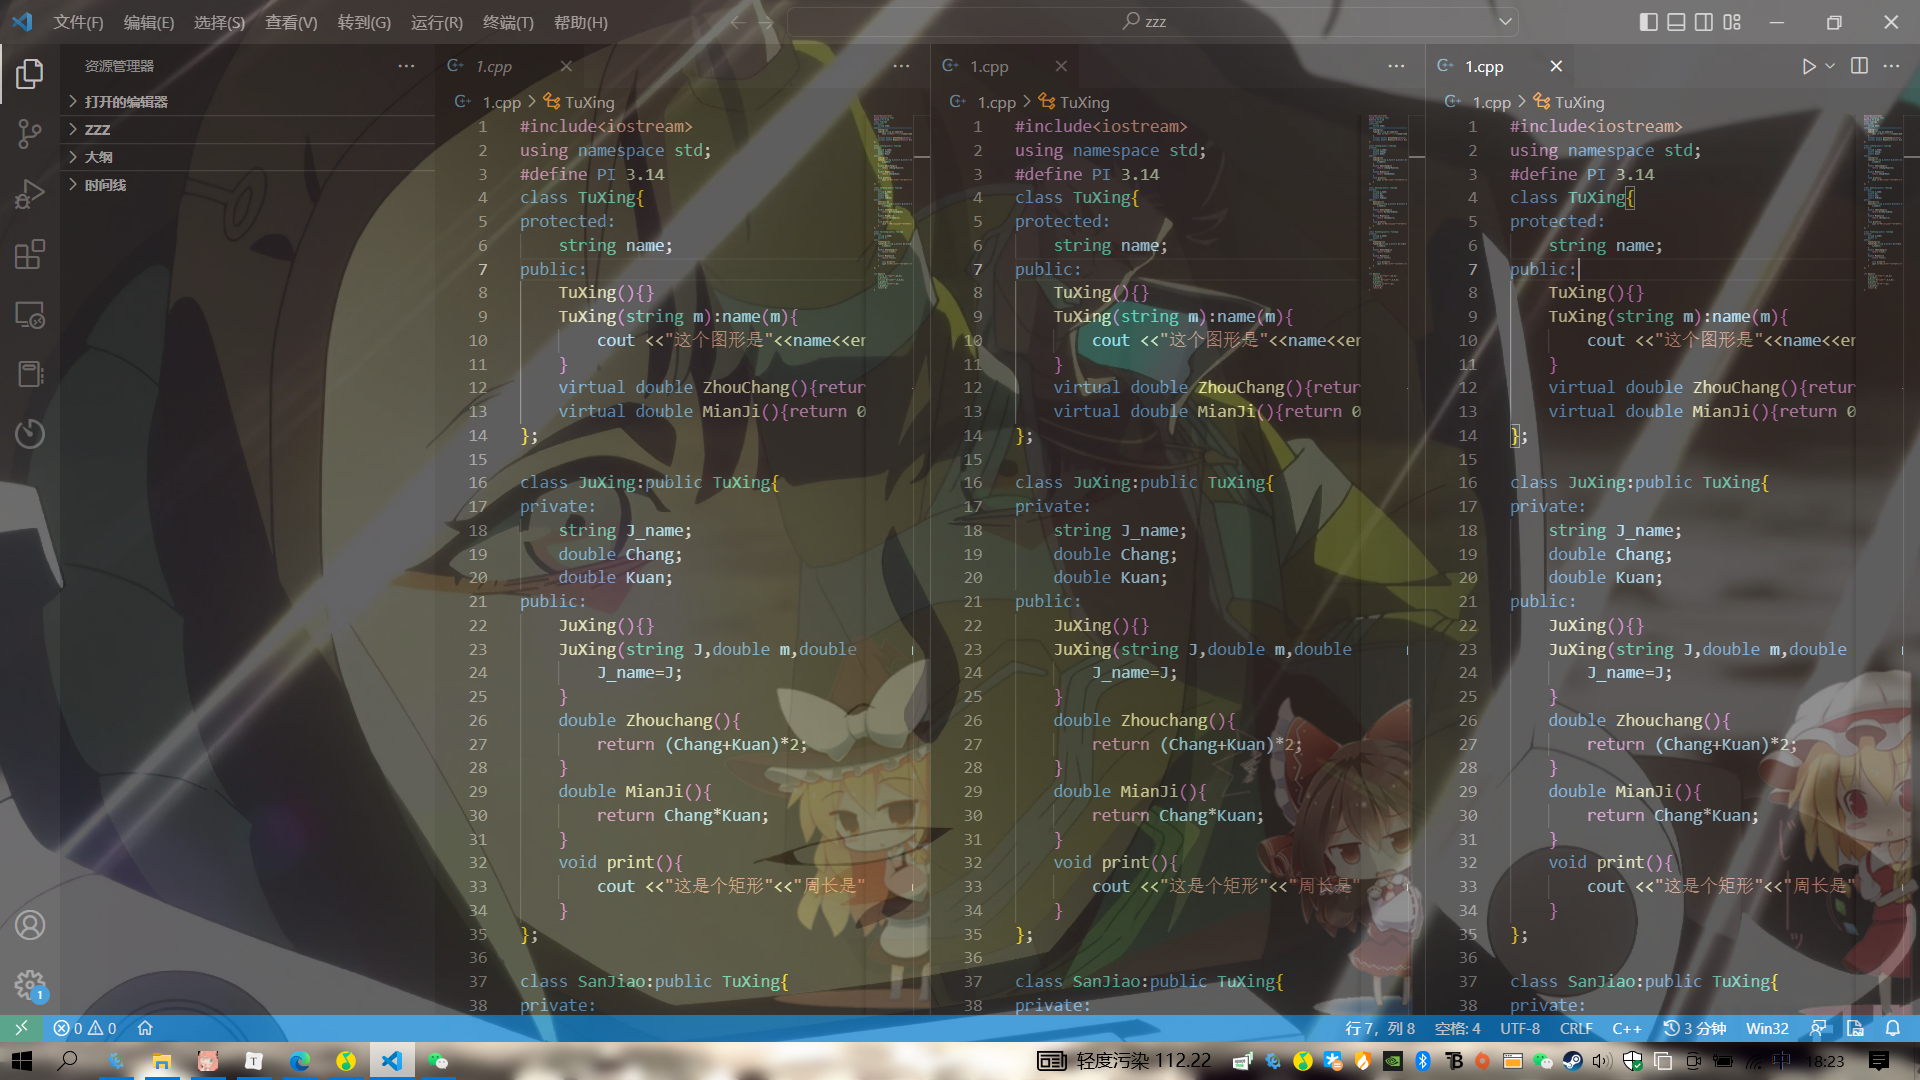 文件(F) 编辑(E) 选择(S) 查看(V) 转到(G) 运行(R) 终端(T) 帮助(H) zzz
资源管理器
打开的编辑器
ZZZ
大纲
时间线
1.cpp
1.cpp > TuXing
1 #include<iostream>
2 using namespace std;
3 #define PI 3.14
4 class TuXing{
5 protected:
6 string name;
7 public:
8 TuXing(){}
9 TuXing(string m):name(m){
10 cout <<"这个图形是"<<name<<er
11 }
12 virtual double ZhouChang(){retur
13 virtual double MianJi(){return 0
14 };
15
16 class JuXing:public TuXing{
17 private:
18 string J_name;
19 double Chang;
20 double Kuan;
21 public:
22 JuXing(){}
23 JuXing(string J,double m,double
24 J_name=J;
25 }
26 double Zhouchang(){
27 return (Chang+Kuan)*2;
28 }
29 double MianJi(){
30 return Chang*Kuan;
31 }
32 void print(){
33 cout <<"这是个矩形"<<"周长是"
34 }
35 };
36
37 class SanJiao:public TuXing{
38 private:
1.cpp
1.cpp > TuXing
1 #include<iostream>
2 using namespace std;
3 #define PI 3.14
4 class TuXing{
5 protected:
6 string name;
7 public:
8 TuXing(){}
9 TuXing(string m):name(m){
10 cout <<"这个图形是"<<name<<er
11 }
12 virtual double ZhouChang(){retur
13 virtual double MianJi(){return 0
14 };
15
16 class JuXing:public TuXing{
17 private:
18 string J_name;
19 double Chang;
20 double Kuan;
21 public:
22 JuXing(){}
23 JuXing(string J,double m,double
24 J_name=J;
25 }
26 double Zhouchang(){
27 return (Chang+Kuan)*2;
28 }
29 double MianJi(){
30 return Chang*Kuan;
31 }
32 void print(){
33 cout <<"这是个矩形"<<"周长是"
34 }
35 };
36
37 class SanJiao:public TuXing{
38 private:
1.cpp
1.cpp > TuXing
1 #include<iostream>
2 using namespace std;
3 #define PI 3.14
4 class TuXing{
5 protected:
6 string name;
7 public:
8 TuXing(){}
9 TuXing(string m):name(m){
10 cout <<"这个图形是"<<name<<er
11 }
12 virtual double ZhouChang(){retur
13 virtual double MianJi(){return 0
14 };
15
16 class JuXing:public TuXing{
17 private:
18 string J_name;
19 double Chang;
20 double Kuan;
21 public:
22 JuXing(){}
23 JuXing(string J,double m,double
24 J_name=J;
25 }
26 double Zhouchang(){
27 return (Chang+Kuan)*2;
28 }
29 double MianJi(){
30 return Chang*Kuan;
31 }
32 void print(){
33 cout <<"这是个矩形"<<"周长是"
34 }
35 };
36
37 class SanJiao:public TuXing{
38 private:
1
0 0 行 7，列 8 空格: 4 UTF-8 CRLF C++ 3 分钟 Win32
轻度污染 112.22 中 18:23